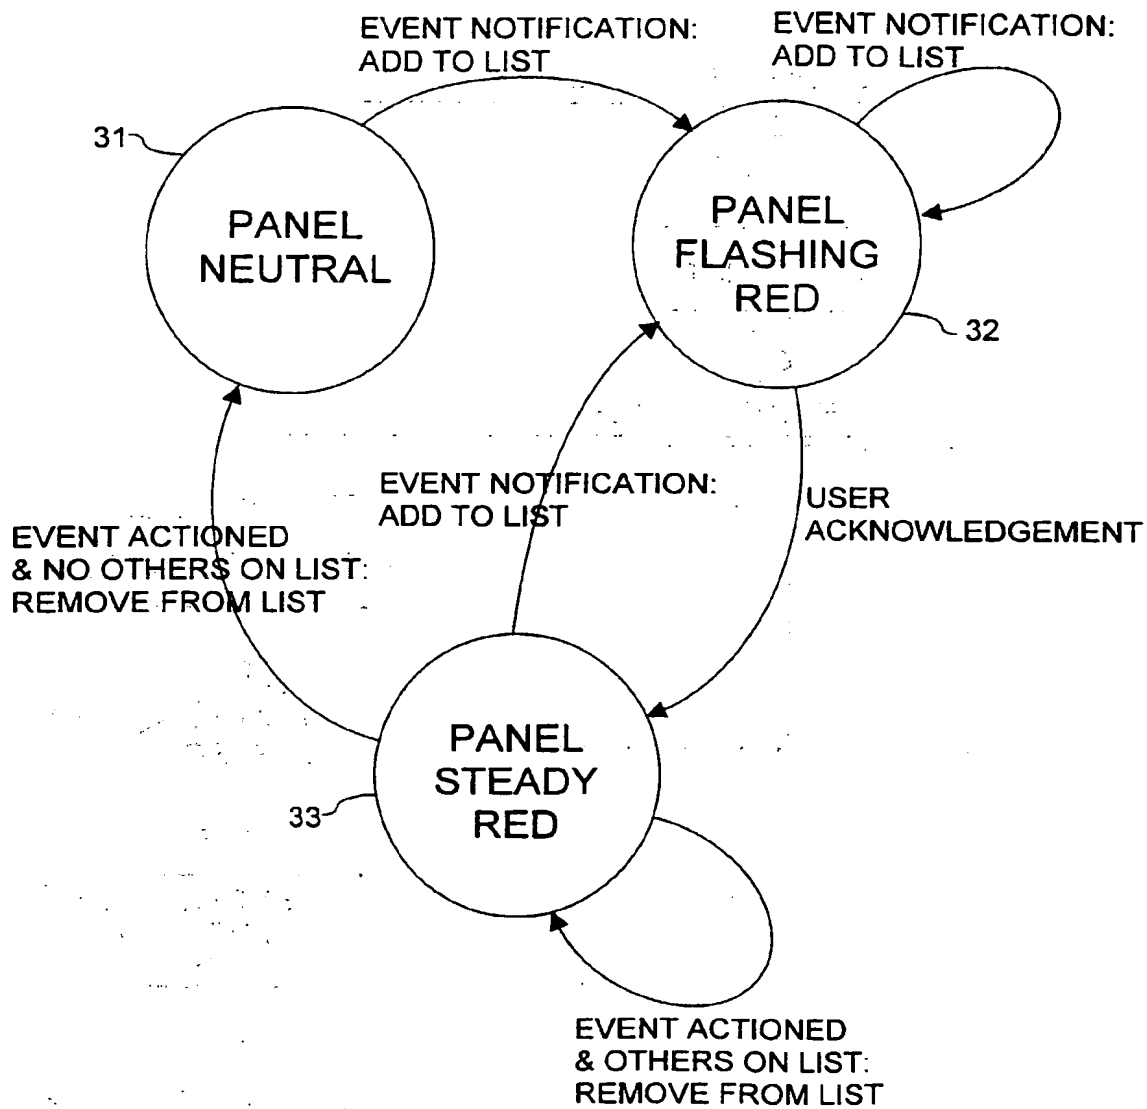 EVENT NOTIFICATION:
ADD TO LIST
EVENT NOTIFICATION:
ADD TO LIST
31
PANEL
NEUTRAL
PANEL
FLASHING
RED
32
EVENT NOTIFICATION:
ADD TO LIST
USER
ACKNOWLEDGEMENT
EVENT ACTIONED
& NO OTHERS ON LIST:
REMOVE FROM LIST
PANEL
STEADY
RED
33
EVENT ACTIONED
& OTHERS ON LIST:
REMOVE FROM LIST